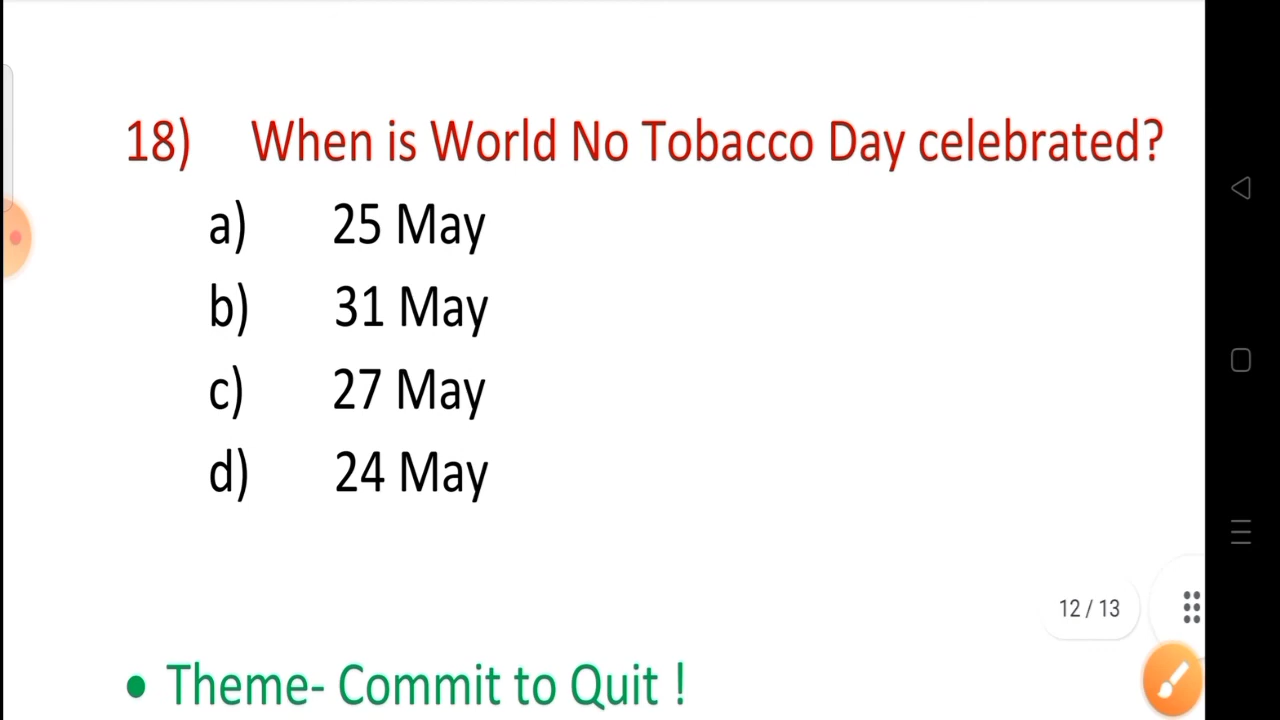 18) When is World No Tobacco Day celebrated?
a) 25 May
b) 31 May
c) 27 May
d) 24 May
12 / 13
• Theme- Commit to Quit !